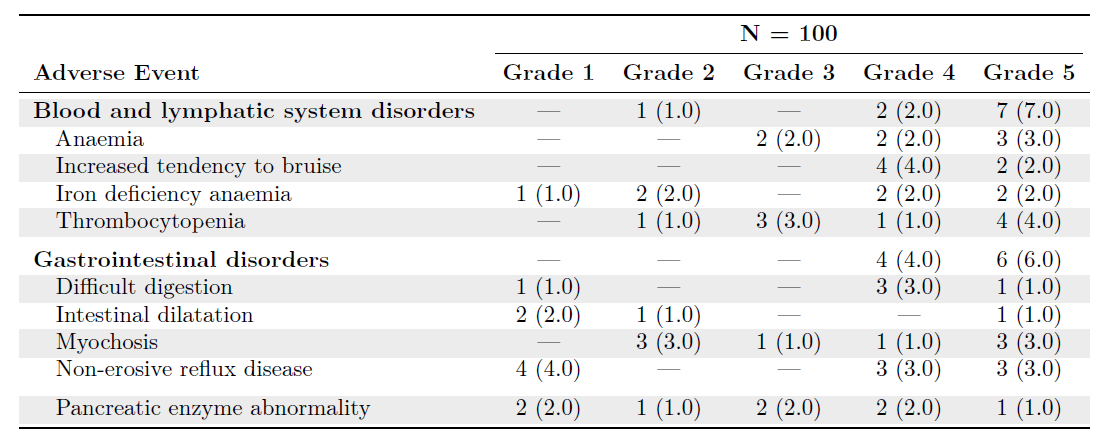 N = 100
Adverse Event Grade 1 Grade 2 Grade 3 Grade 4 Grade 5
Blood and lymphatic system disorders — 1 (1.0) — 2 (2.0) 7 (7.0)
Anaemia — — 2 (2.0) 2 (2.0) 3 (3.0)
Increased tendency to bruise — — — 4 (4.0) 2 (2.0)
Iron deficiency anaemia 1 (1.0) 2 (2.0) — 2 (2.0) 2 (2.0)
Thrombocytopenia — 1 (1.0) 3 (3.0) 1 (1.0) 4 (4.0)
Gastrointestinal disorders — — — 4 (4.0) 6 (6.0)
Difficult digestion 1 (1.0) — — 3 (3.0) 1 (1.0)
Intestinal dilatation 2 (2.0) 1 (1.0) — — 1 (1.0)
Myochosis — 3 (3.0) 1 (1.0) 1 (1.0) 3 (3.0)
Non-erosive reflux disease 4 (4.0) — — 3 (3.0) 3 (3.0)
Pancreatic enzyme abnormality 2 (2.0) 1 (1.0) 2 (2.0) 2 (2.0) 1 (1.0)